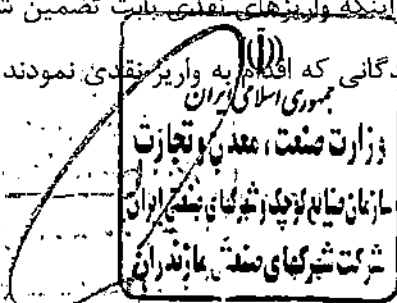 اینکه واریزهای نقدی بابت تضمین ش
دگانی که اقدام به واریز نقدی نمودند
جمهوری اسلامی ایران
وزارت صنعت، معدن و تجارت
سازمان صنایع کوچک و شهرکهای صنعتی ایران
شرکت شهرکهای صنعتی مازندران